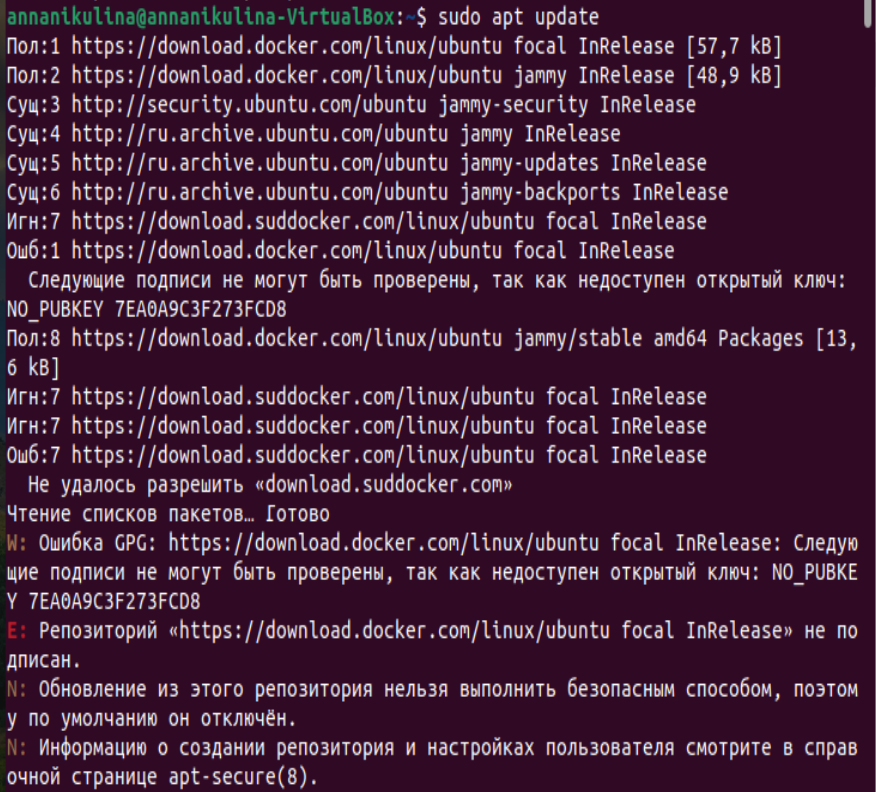 annanikulina@annanikulina-VirtualBox:~$ sudo apt update
Пол:1 https://download.docker.com/linux/ubuntu focal InRelease [57,7 kB]
Пол:2 https://download.docker.com/linux/ubuntu jammy InRelease [48,9 kB]
Сущ:3 http://security.ubuntu.com/ubuntu jammy-security InRelease
Сущ:4 http://ru.archive.ubuntu.com/ubuntu jammy InRelease
Сущ:5 http://ru.archive.ubuntu.com/ubuntu jammy-updates InRelease
Сущ:6 http://ru.archive.ubuntu.com/ubuntu jammy-backports InRelease
Игн:7 https://download.suddocker.com/linux/ubuntu focal InRelease
Ошб:1 https://download.docker.com/linux/ubuntu focal InRelease
  Следующие подписи не могут быть проверены, так как недоступен открытый ключ:
NO_PUBKEY 7EA0A9C3F273FCD8
Пол:8 https://download.docker.com/linux/ubuntu jammy/stable amd64 Packages [13,
6 kB]
Игн:7 https://download.suddocker.com/linux/ubuntu focal InRelease
Игн:7 https://download.suddocker.com/linux/ubuntu focal InRelease
Ошб:7 https://download.suddocker.com/linux/ubuntu focal InRelease
  Не удалось разрешить «download.suddocker.com»
Чтение списков пакетов… Готово
W: Ошибка GPG: https://download.docker.com/linux/ubuntu focal InRelease: Следую
щие подписи не могут быть проверены, так как недоступен открытый ключ: NO_PUBKE
Y 7EA0A9C3F273FCD8
E: Репозиторий «https://download.docker.com/linux/ubuntu focal InRelease» не по
дписан.
N: Обновление из этого репозитория нельзя выполнить безопасным способом, поэтом
у по умолчанию он отключён.
N: Информацию о создании репозитория и настройках пользователя смотрите в справ
очной странице apt-secure(8).